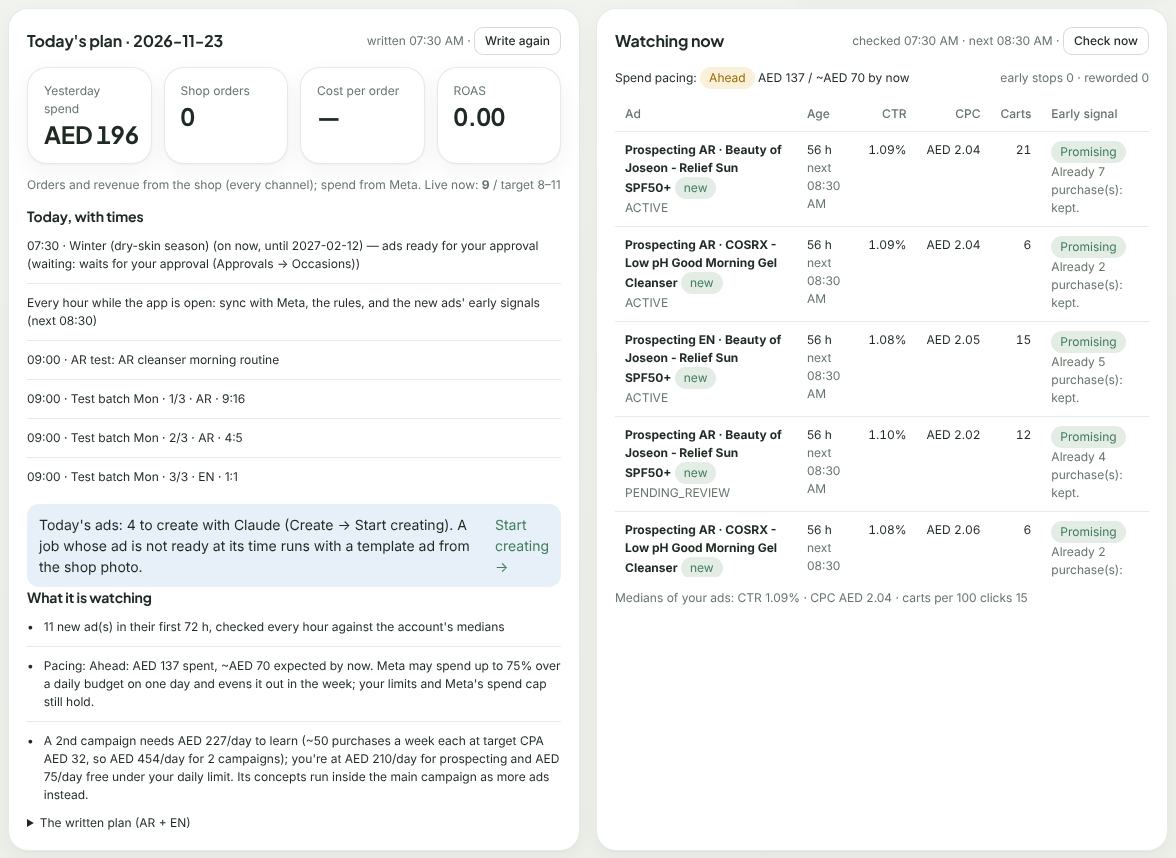 Today's plan · 2026-11-23
written 07:30 AM · Write again
Yesterday spend
AED 196
Shop orders
0
Cost per order
—
ROAS
0.00
Orders and revenue from the shop (every channel); spend from Meta. Live now: 9 / target 8–11
Today, with times
07:30 · Winter (dry-skin season) (on now, until 2027-02-12) — ads ready for your approval
(waiting: waits for your approval (Approvals → Occasions))
Every hour while the app is open: sync with Meta, the rules, and the new ads' early signals
(next 08:30)
09:00 · AR test: AR cleanser morning routine
09:00 · Test batch Mon · 1/3 · AR · 9:16
09:00 · Test batch Mon · 2/3 · AR · 4:5
09:00 · Test batch Mon · 3/3 · EN · 1:1
Today's ads: 4 to create with Claude (Create → Start creating). A
job whose ad is not ready at its time runs with a template ad from
the shop photo.
Start
creating
→
What it is watching
• 11 new ad(s) in their first 72 h, checked every hour against the account's medians
• Pacing: Ahead: AED 137 spent, ~AED 70 expected by now. Meta may spend up to 75% over
a daily budget on one day and evens it out in the week; your limits and Meta's spend cap
still hold.
• A 2nd campaign needs AED 227/day to learn (~50 purchases a week each at target CPA
AED 32, so AED 454/day for 2 campaigns); you're at AED 210/day for prospecting and AED
75/day free under your daily limit. Its concepts run inside the main campaign as more ads
instead.
▶ The written plan (AR + EN)
Watching now
checked 07:30 AM · next 08:30 AM · Check now
Spend pacing: Ahead AED 137 / ~AED 70 by now
early stops 0 · reworded 0
Ad Age CTR CPC Carts Early signal
Prospecting AR · Beauty of 56 h 1.09% AED 2.04 21 Promising
Joseon - Relief Sun next Already 7
SPF50+ new 08:30 purchase(s):
ACTIVE AM kept.
Prospecting AR · COSRX - 56 h 1.09% AED 2.04 6 Promising
Low pH Good Morning Gel next Already 2
Cleanser new 08:30 purchase(s):
ACTIVE AM kept.
Prospecting EN · Beauty of 56 h 1.08% AED 2.05 15 Promising
Joseon - Relief Sun next Already 5
SPF50+ new 08:30 purchase(s):
ACTIVE AM kept.
Prospecting AR · Beauty of 56 h 1.10% AED 2.02 12 Promising
Joseon - Relief Sun next Already 4
SPF50+ new 08:30 purchase(s):
PENDING_REVIEW AM kept.
Prospecting AR · COSRX - 56 h 1.08% AED 2.06 6 Promising
Low pH Good Morning Gel next Already 2
Cleanser new 08:30 purchase(s):
Medians of your ads: CTR 1.09% · CPC AED 2.04 · carts per 100 clicks 15